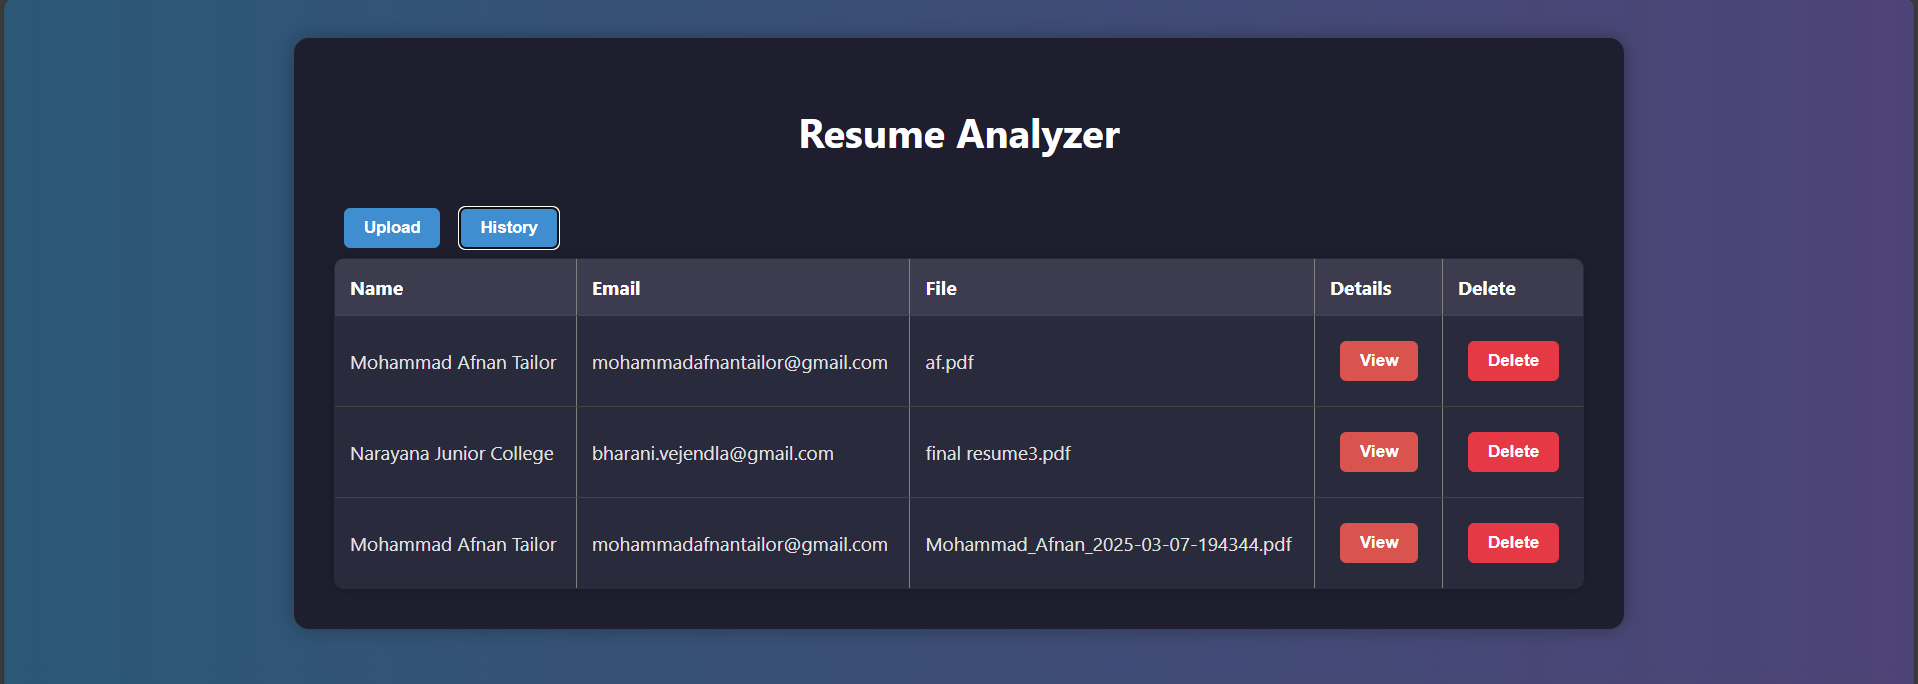 Resume Analyzer
Upload History
Name Email File Details Delete
Mohammad Afnan Tailor mohammadafnantailor@gmail.com af.pdf View Delete
Narayana Junior College bharani.vejendla@gmail.com final resume3.pdf View Delete
Mohammad Afnan Tailor mohammadafnantailor@gmail.com Mohammad_Afnan_2025-03-07-194344.pdf View Delete